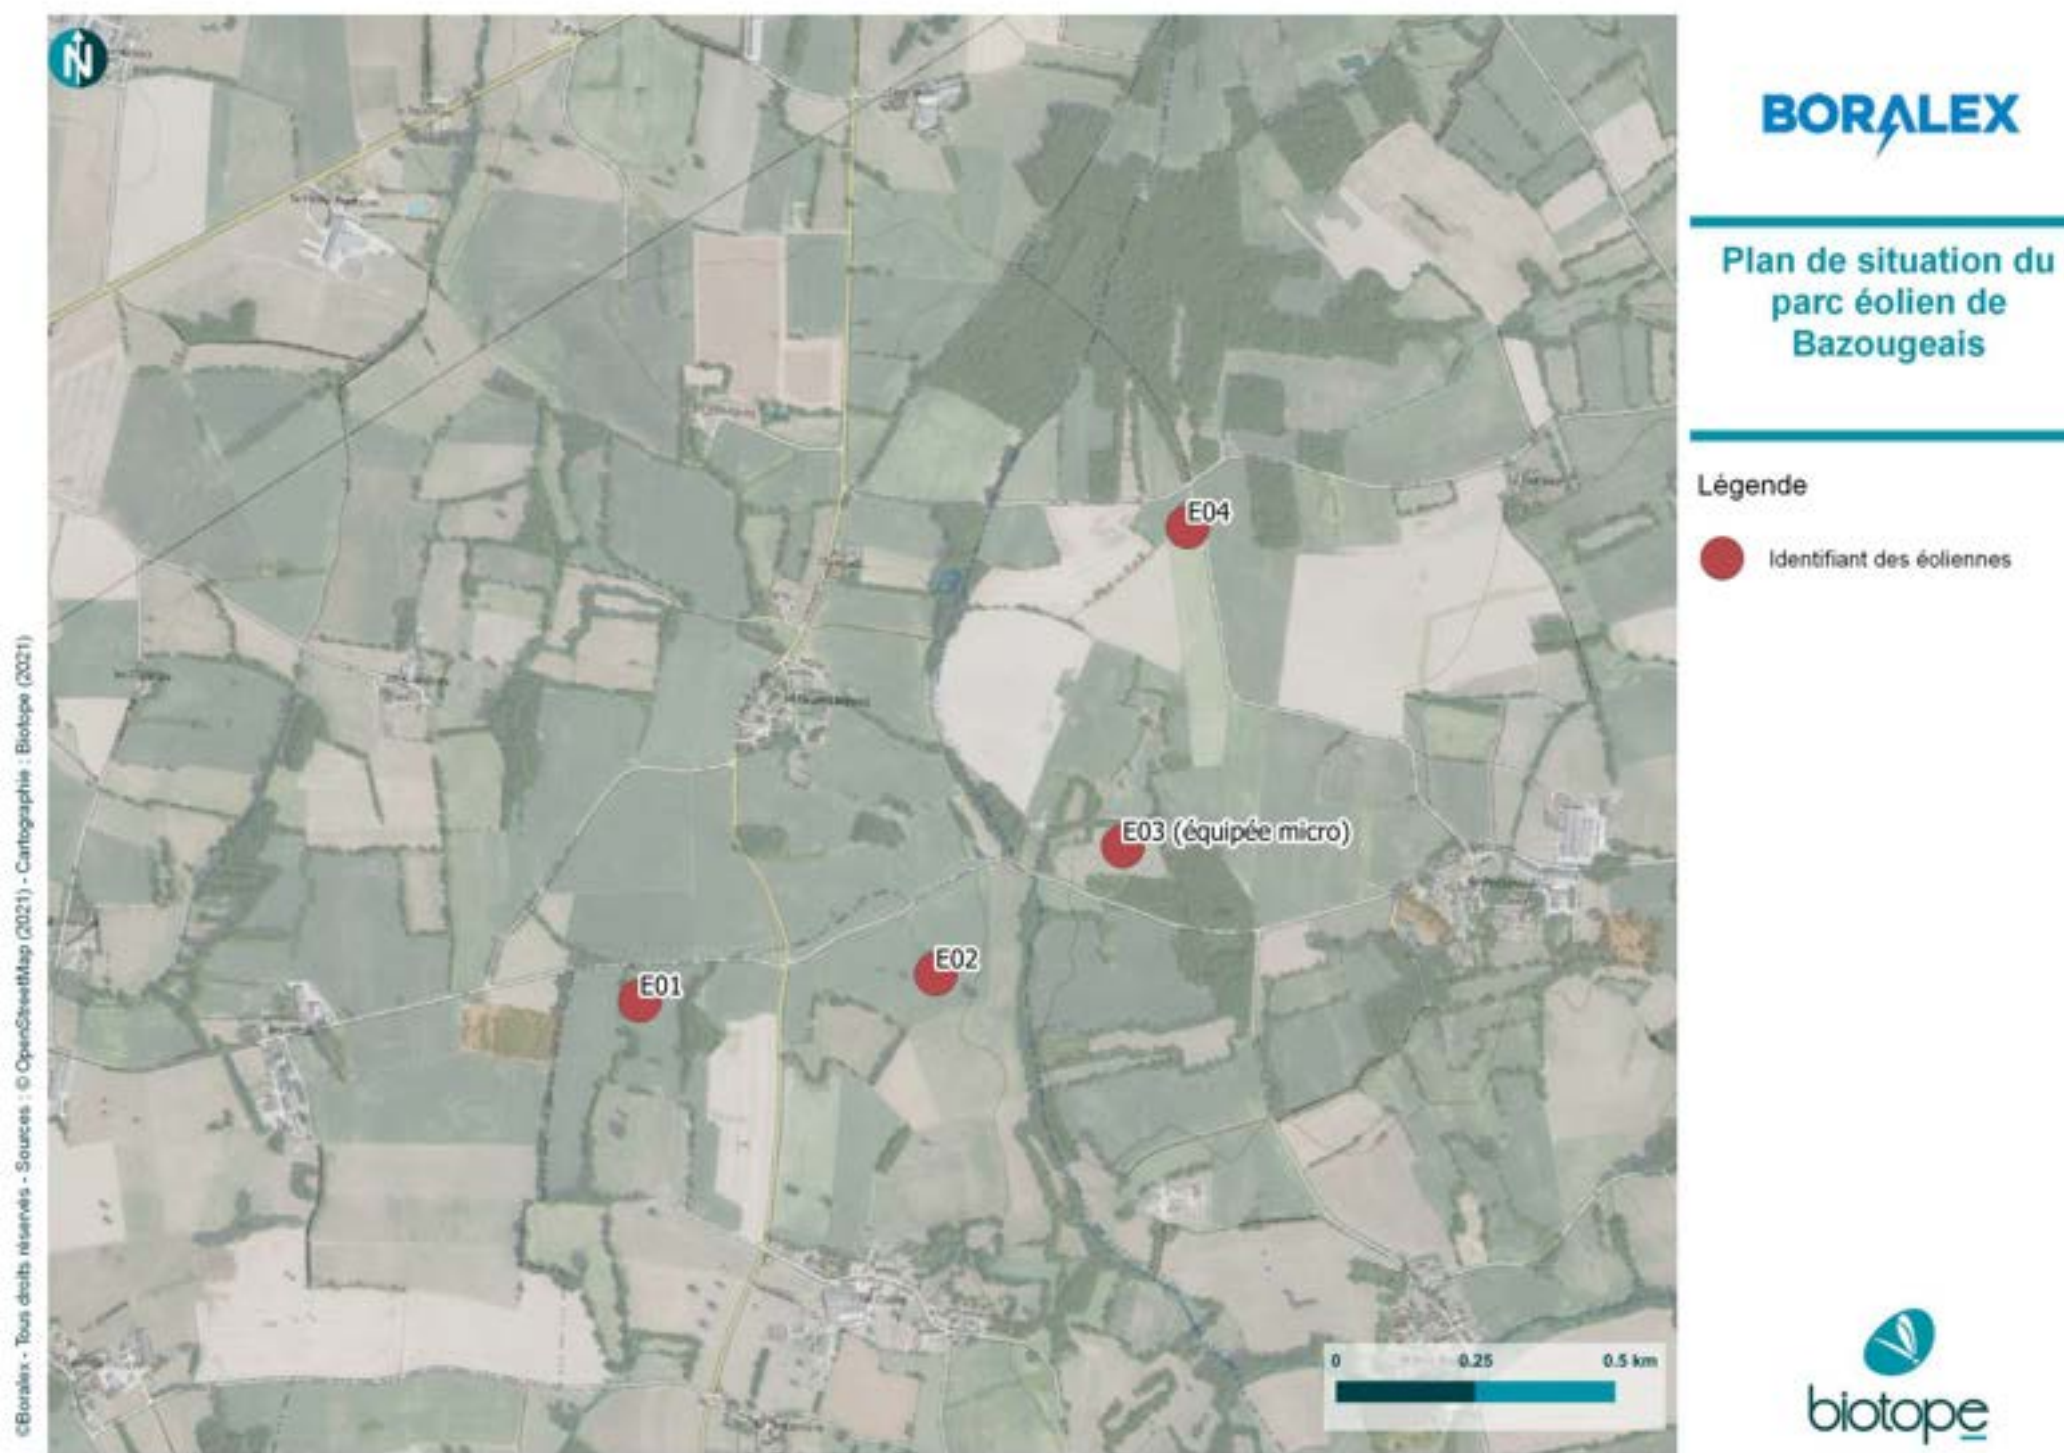 BORALEX
Plan de situation du
parc éolien de
Bazougeais
Légende
Identifiant des éoliennes
E04
E03 (équipée micro)
E02
E01
0 0.25 0.5 km
biotope
©Boralex - Tous droits réservés - Sources : © OpenStreetMap (2021) - Cartographie : Biotope (2021)
N